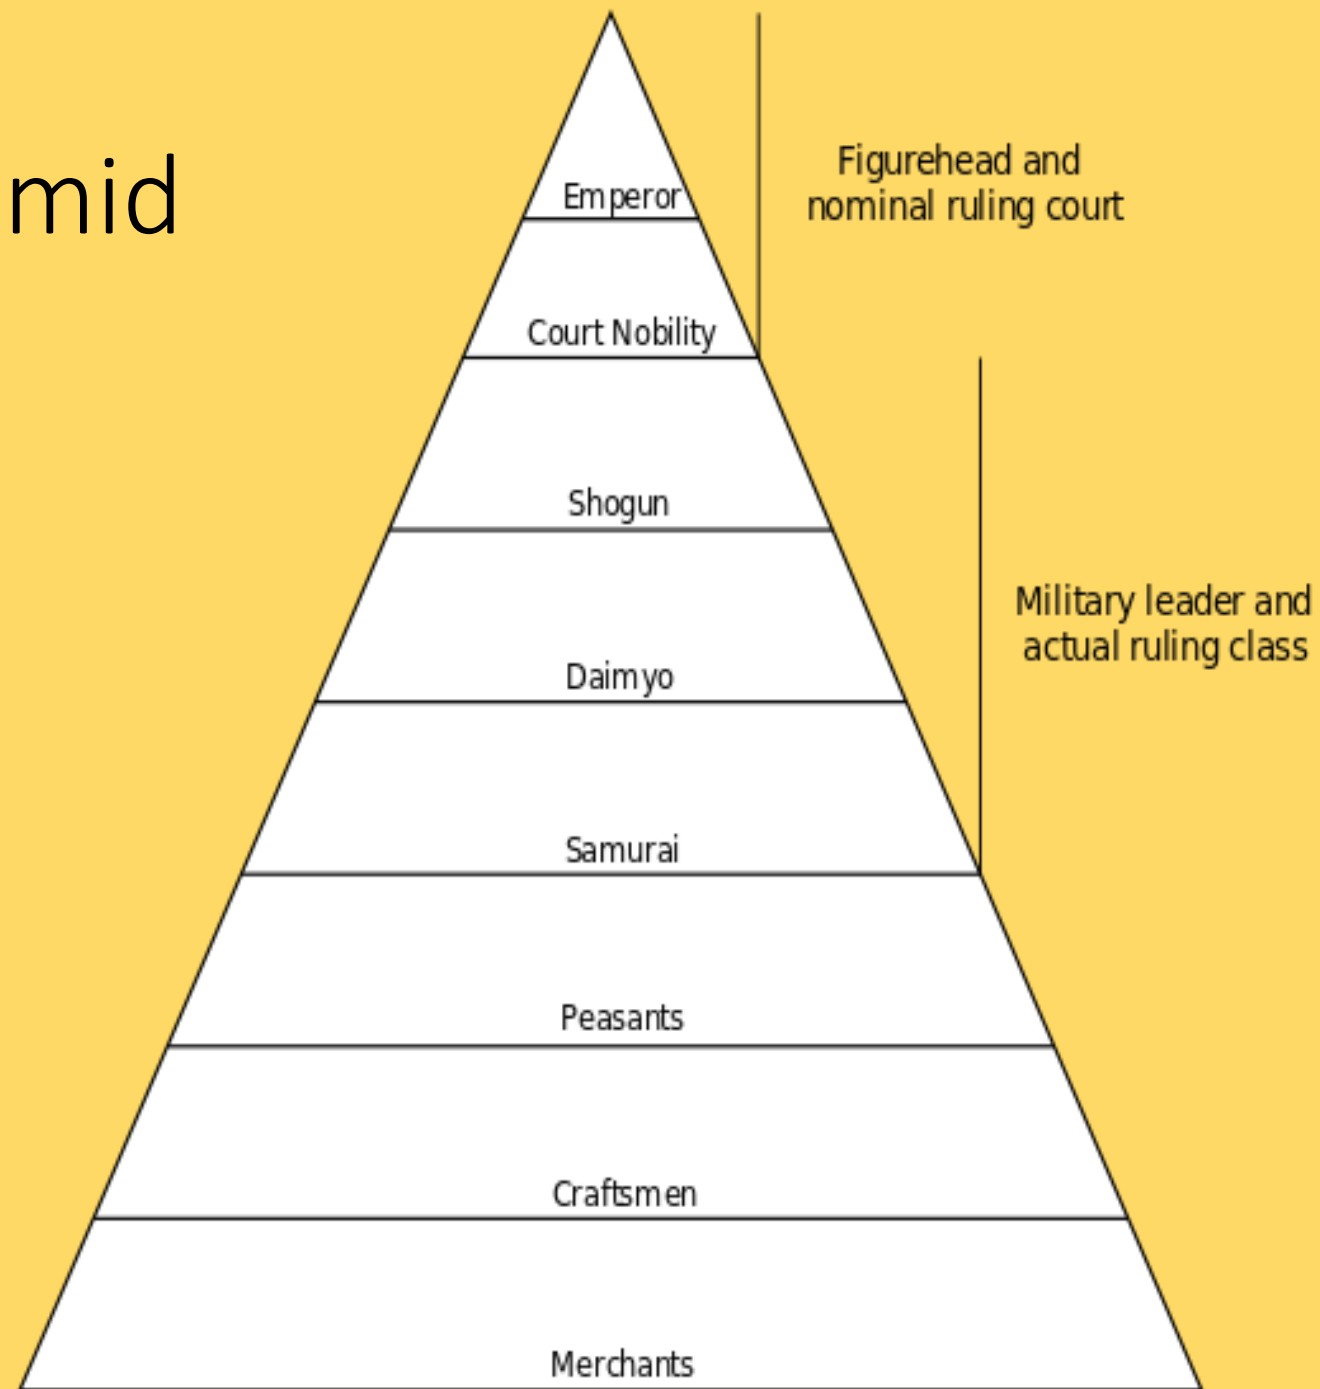 mid
Emperor
Figurehead and
nominal ruling court
Court Nobility
Shogun
Military leader and
actual ruling class
Daimyo
Samurai
Peasants
Craftsmen
Merchants